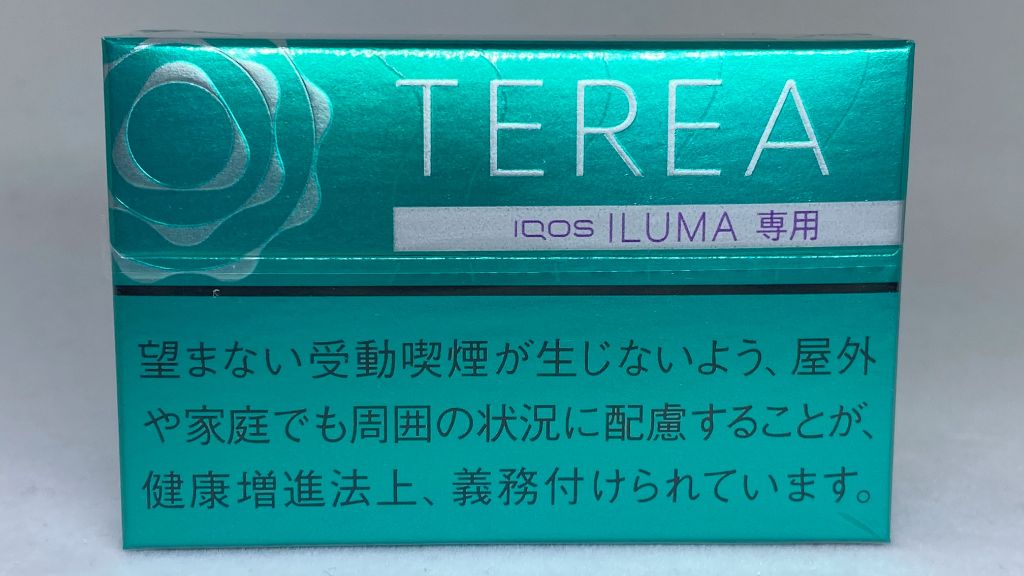 TEREA
IQOS ILUMA 専用
望まない受動喫煙が生じないよう、屋外
や家庭でも周囲の状況に配慮することが、
健康増進法上、義務付けられています。